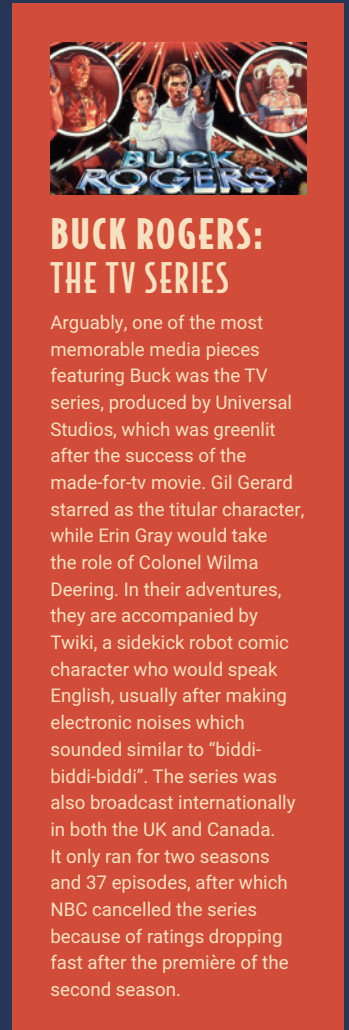 BUCK
ROGERS
BUCK ROGERS:
THE TV SERIES
Arguably, one of the most
memorable media pieces
featuring Buck was the TV
series, produced by Universal
Studios, which was greenlit
after the success of the
made-for-tv movie. Gil Gerard
starred as the titular character,
while Erin Gray would take
the role of Colonel Wilma
Deering. In their adventures,
they are accompanied by
Twiki, a sidekick robot comic
character who would speak
English, usually after making
electronic noises which
sounded similar to “biddi-
biddi-biddi”. The series was
also broadcast internationally
in both the UK and Canada.
It only ran for two seasons
and 37 episodes, after which
NBC cancelled the series
because of ratings dropping
fast after the première of the
second season.